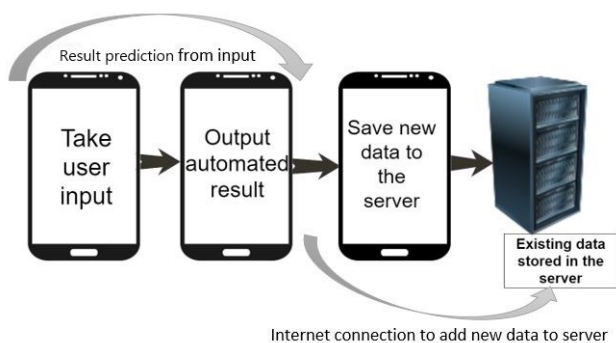 Result prediction from input
Take
user
input
Output
automated
result
Save new
data to
the
server
Existing data
stored in the
server
Internet connection to add new data to server